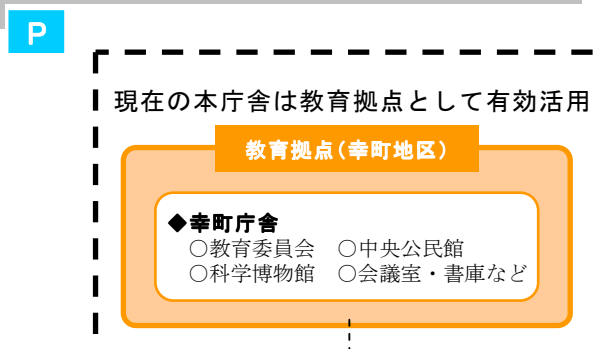 P
現在の本庁舎は教育拠点として有効活用
教育拠点(幸町地区)
◆幸町庁舎
○教育委員会　○中央公民館
○科学博物館　○会議室・書庫など